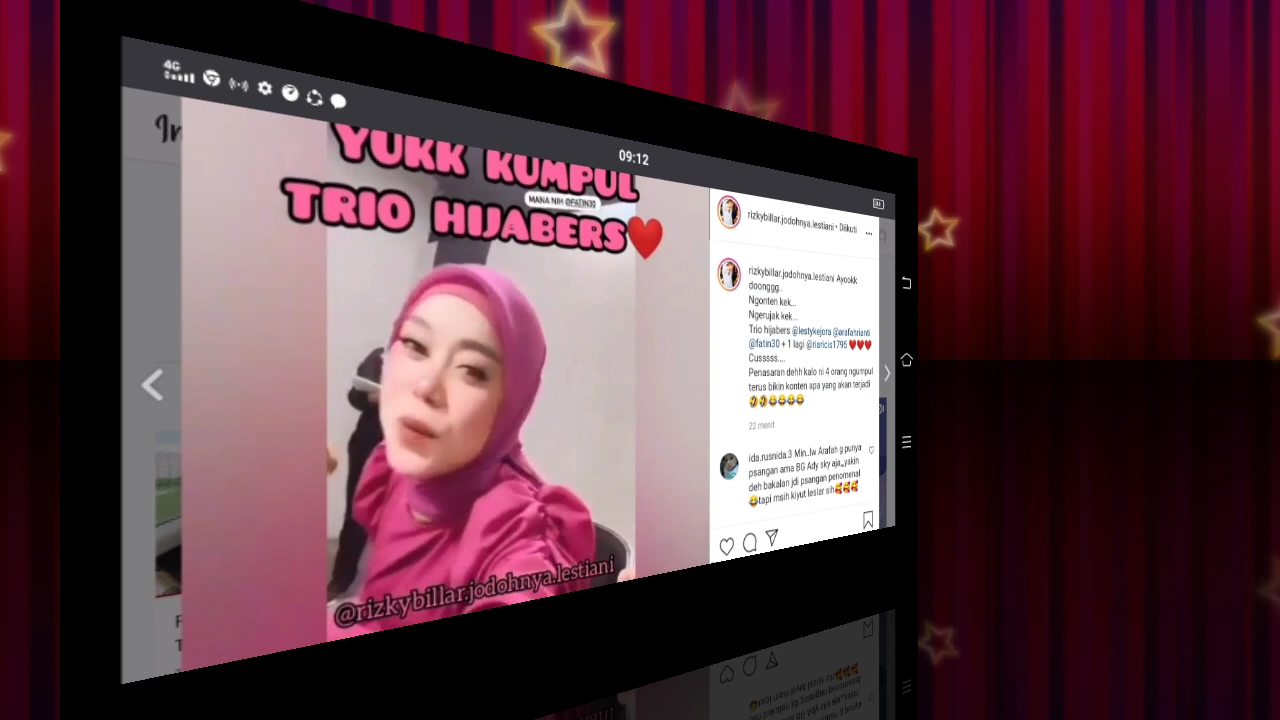 4G
09:12
YUKK KUMPUL
MANA NIH @FATIN30
TRIO HIJABERS❤️
@rizkybillar.jodohnya.lestiani
rizkybillar.jodohnya.lestiani • Diikuti
rizkybillar.jodohnya.lestiani Ayookk
doonggg..
Ngonten kek...
Ngerujak kek...
Trio hijabers @lestykejora @arafahrianti
@fatin30 + 1 lagi @riaricis1795 ❤️❤️❤️
Cusssss....
Penasaran dehh kalo ni 4 orang ngumpul
terus bikin konten apa yang akan terjadi
🤣🤣😂😂😂😂
22 menit
ida.rusnida.3 Min..lw Arafah g punya
psangan ama BG Ady sky aja,,yakin
deh bakalan jdi psangan penomenal
😂tapi msih kiyut leslar sih🥰🥰🥰